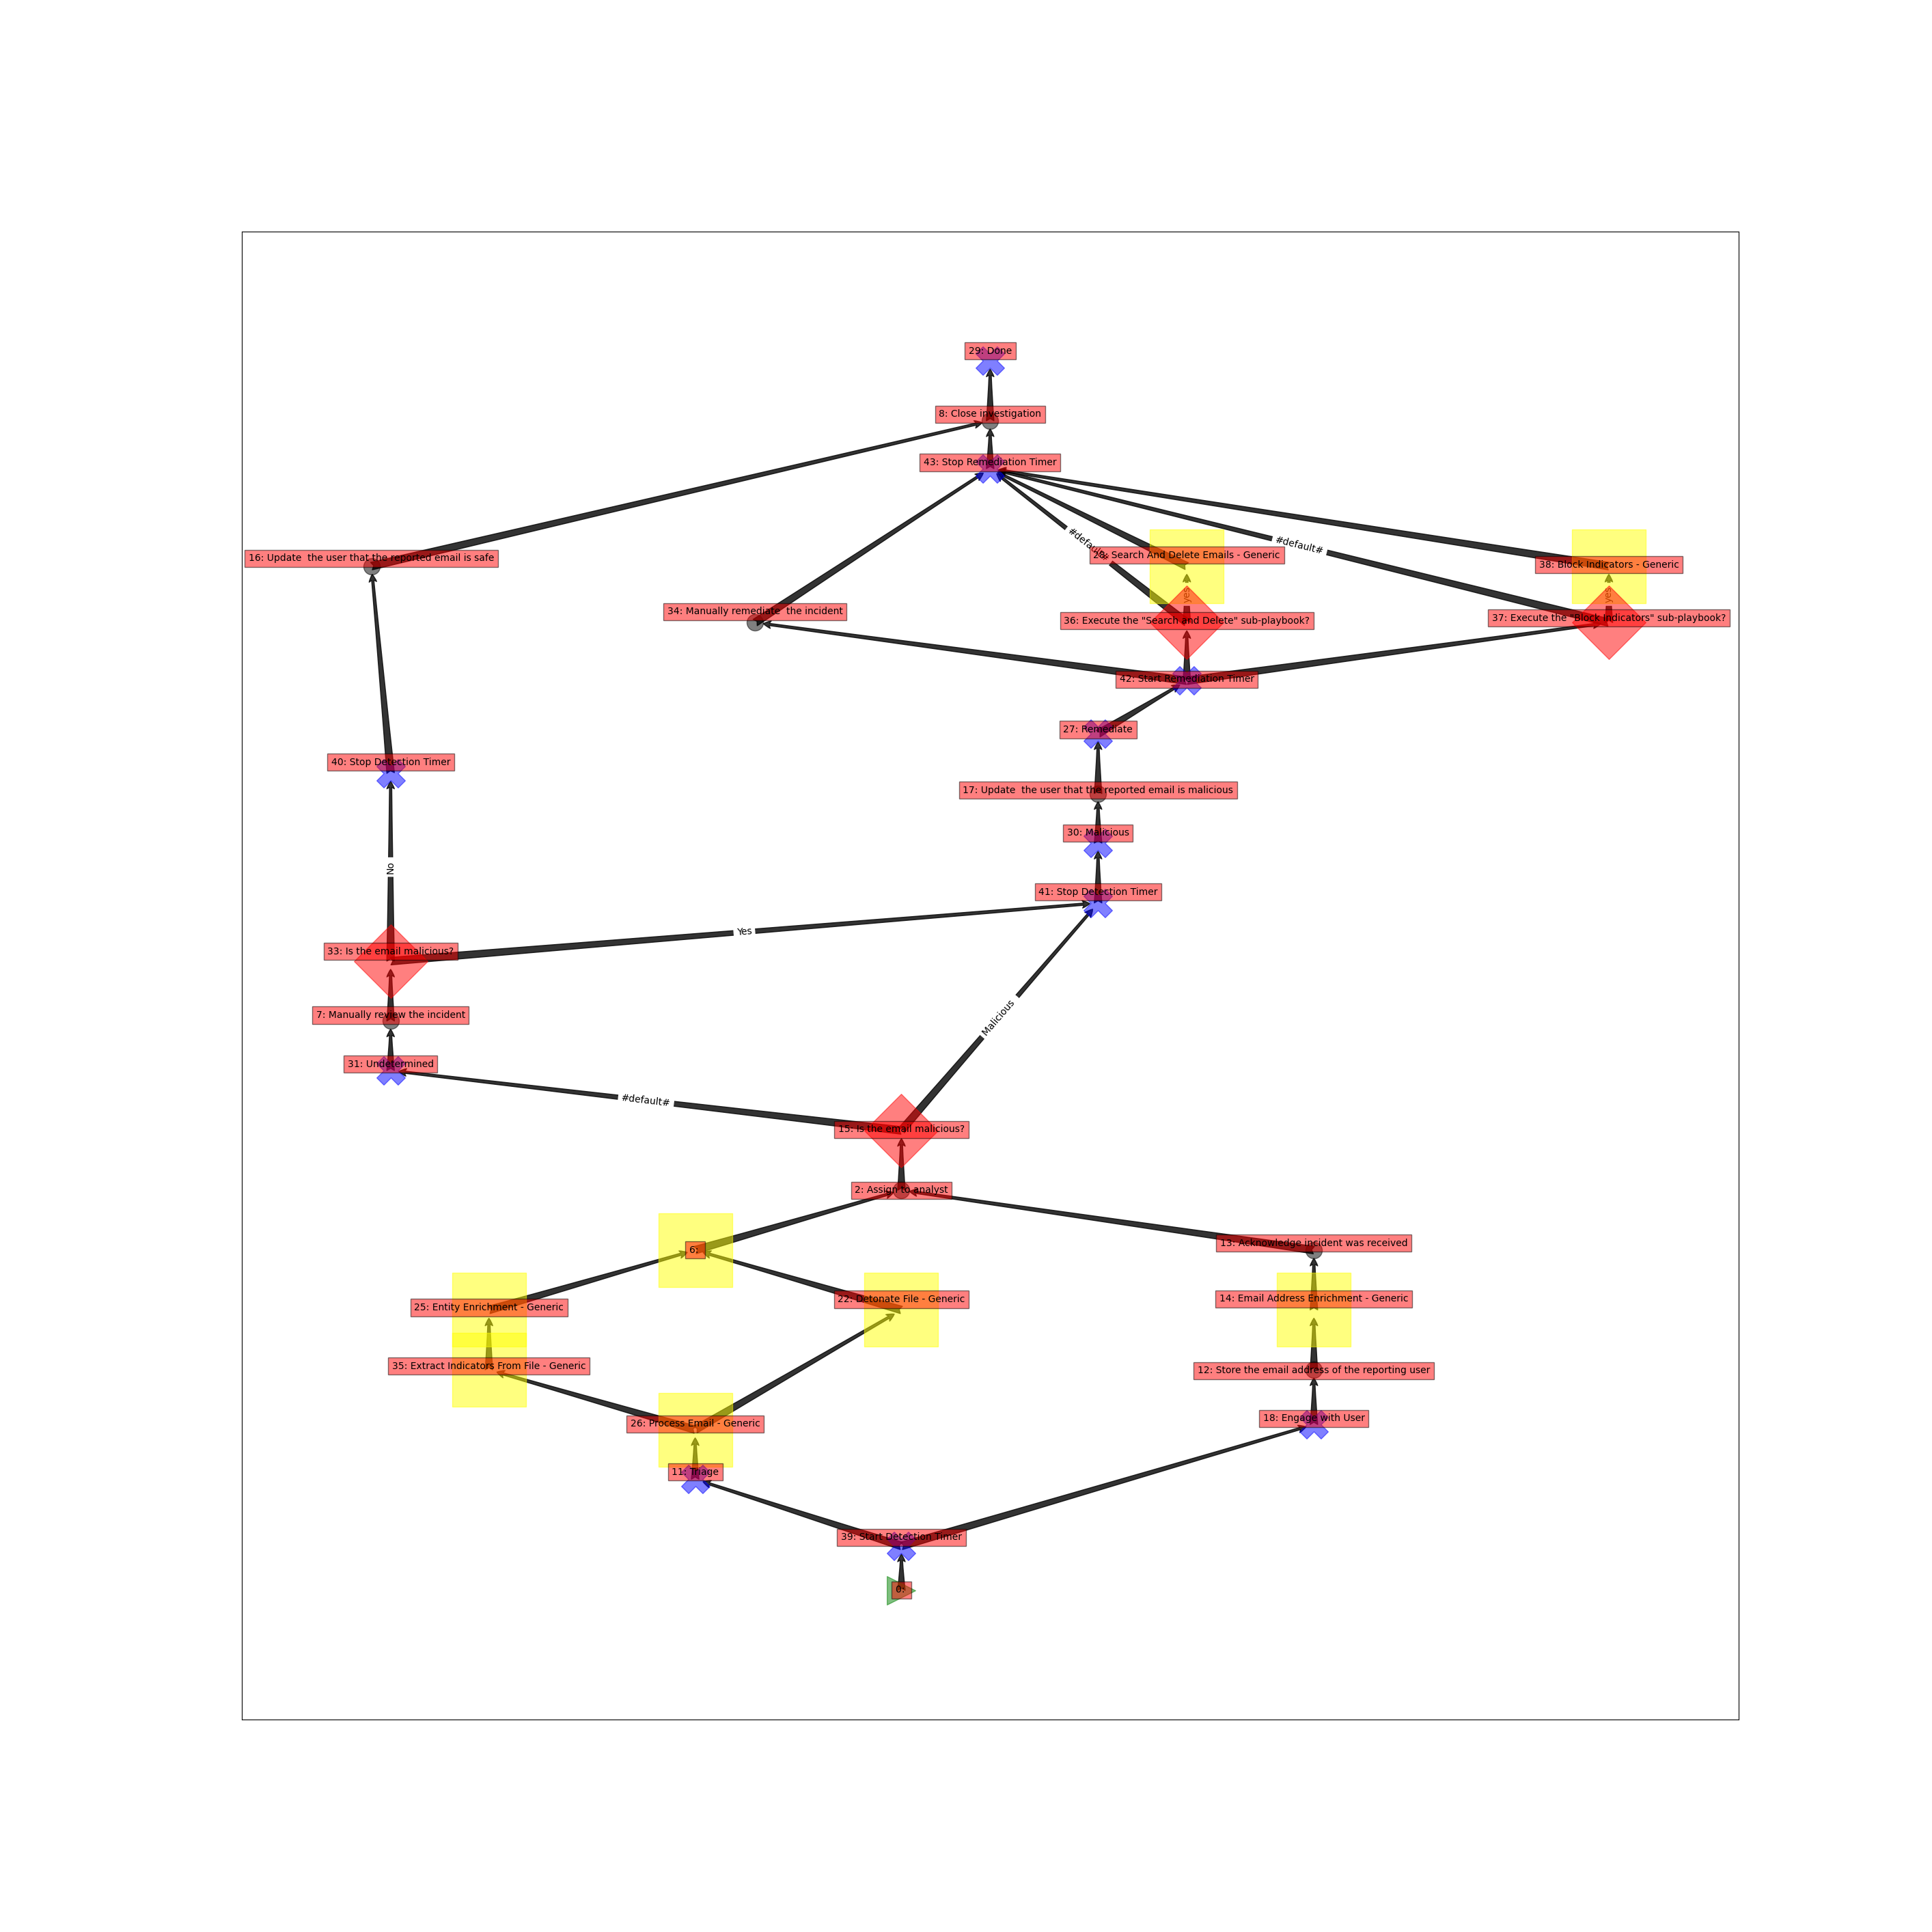 29: Done
8: Close investigation
43: Stop Remediation Timer
#default#
#default#
28: Search And Delete Emails - Generic
16: Update  the user that the reported email is safe
38: Block Indicators - Generic
yes
yes
34: Manually remediate  the incident
36: Execute the "Search and Delete" sub-playbook?
37: Execute the "Block Indicators" sub-playbook?
42: Start Remediation Timer
27: Remediate
40: Stop Detection Timer
17: Update  the user that the reported email is malicious
30: Malicious
No
41: Stop Detection Timer
Yes
33: Is the email malicious?
7: Manually review the incident
Malicious
31: Undetermined
#default#
15: Is the email malicious?
2: Assign to analyst
6:
13: Acknowledge incident was received
25: Entity Enrichment - Generic
22: Detonate File - Generic
14: Email Address Enrichment - Generic
35: Extract Indicators From File - Generic
12: Store the email address of the reporting user
26: Process Email - Generic
18: Engage with User
11: Triage
39: Start Detection Timer
0: